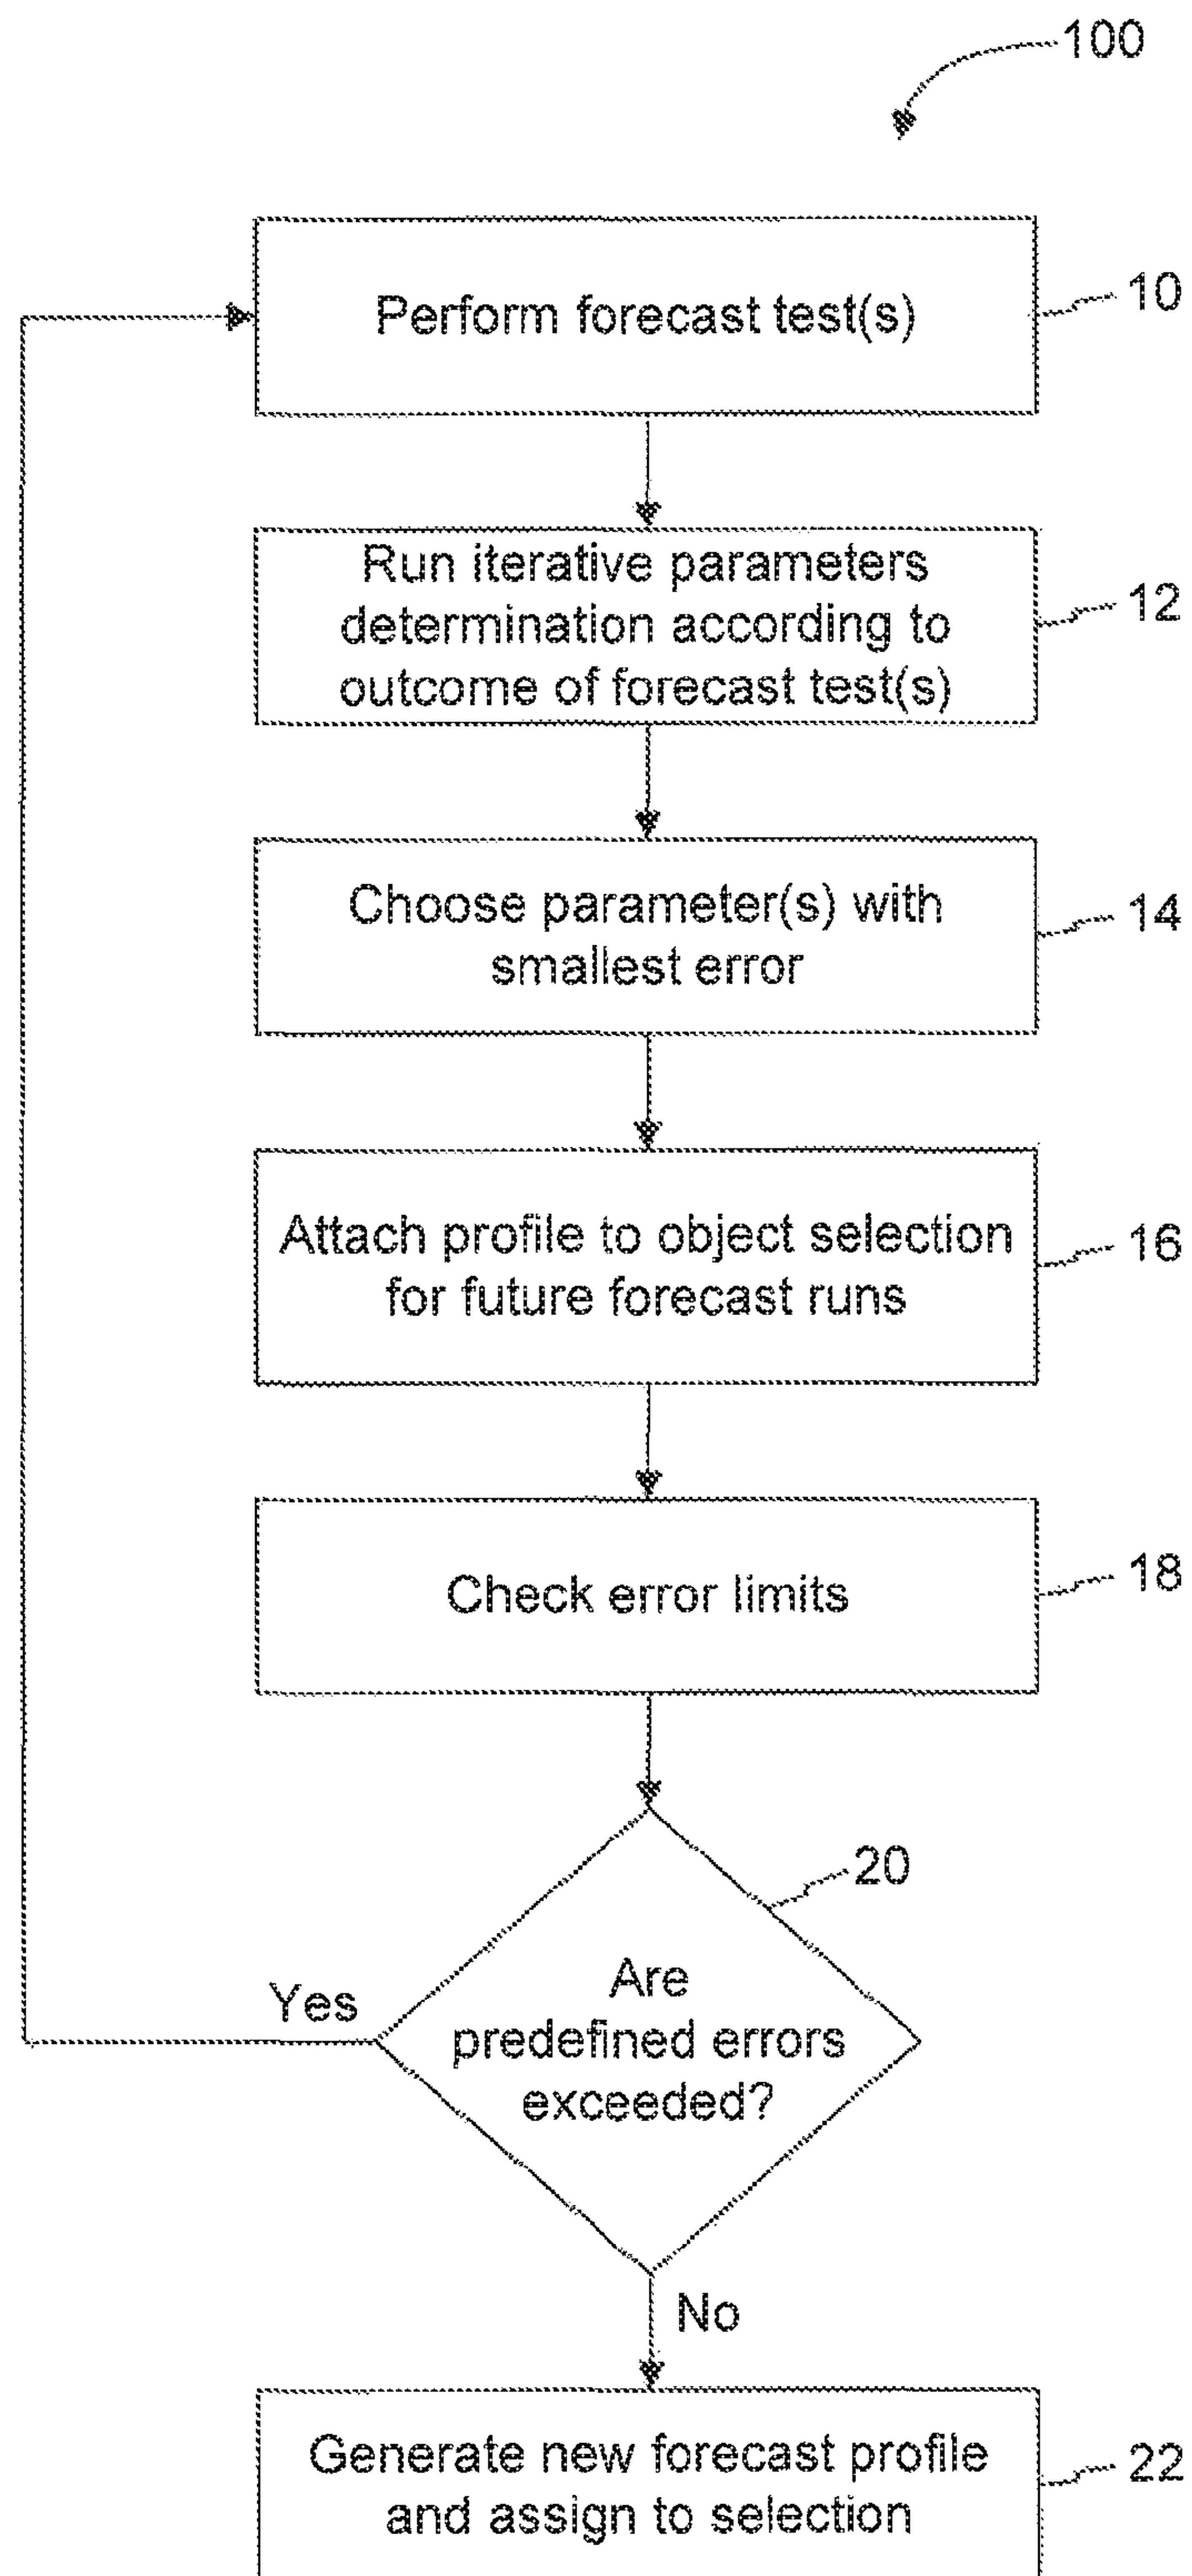 100
Perform forecast test(s)
10
Run iterative parameters
determination according to
outcome of forecast test(s)
12
Choose parameter(s) with
smallest error
14
Attach profile to object selection
for future forecast runs
16
Check error limits
18
20
Are
predefined errors
exceeded?
Yes
No
Generate new forecast profile
and assign to selection
22